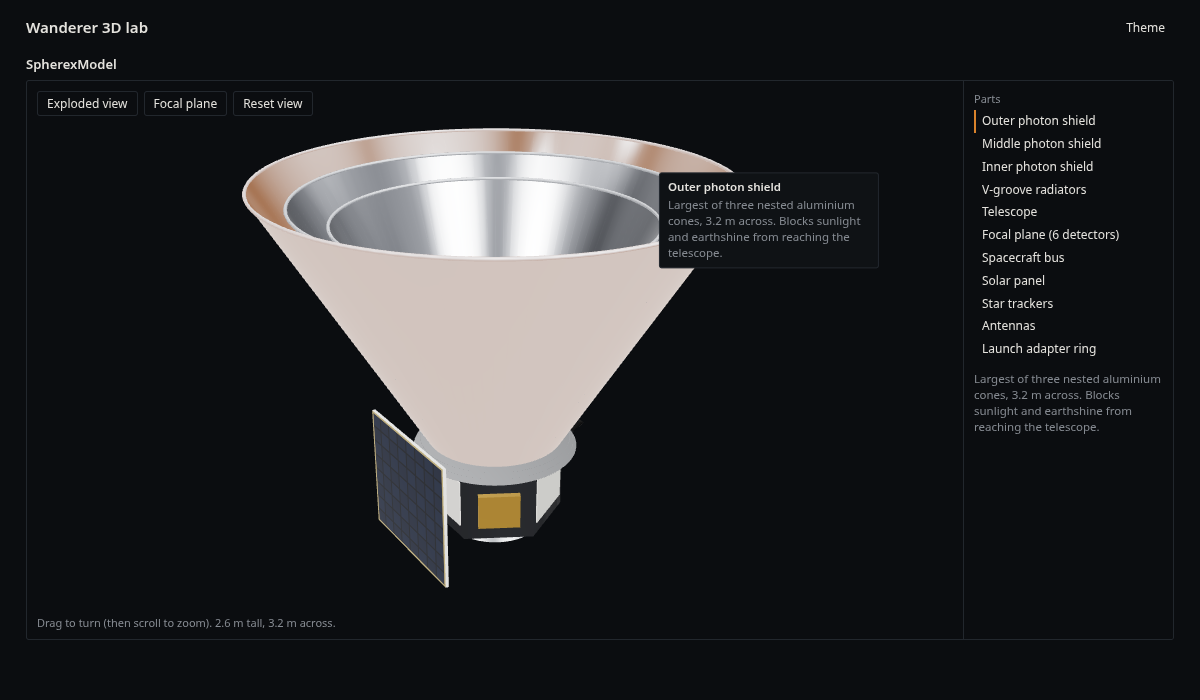 Wanderer 3D lab
Theme
SpherexModel
Exploded view
Focal plane
Reset view
Outer photon shield
Largest of three nested aluminium
cones, 3.2 m across. Blocks sunlight
and earthshine from reaching the
telescope.
Drag to turn (then scroll to zoom). 2.6 m tall, 3.2 m across.
Parts
Outer photon shield
Middle photon shield
Inner photon shield
V-groove radiators
Telescope
Focal plane (6 detectors)
Spacecraft bus
Solar panel
Star trackers
Antennas
Launch adapter ring
Largest of three nested aluminium
cones, 3.2 m across. Blocks
sunlight and earthshine from
reaching the telescope.